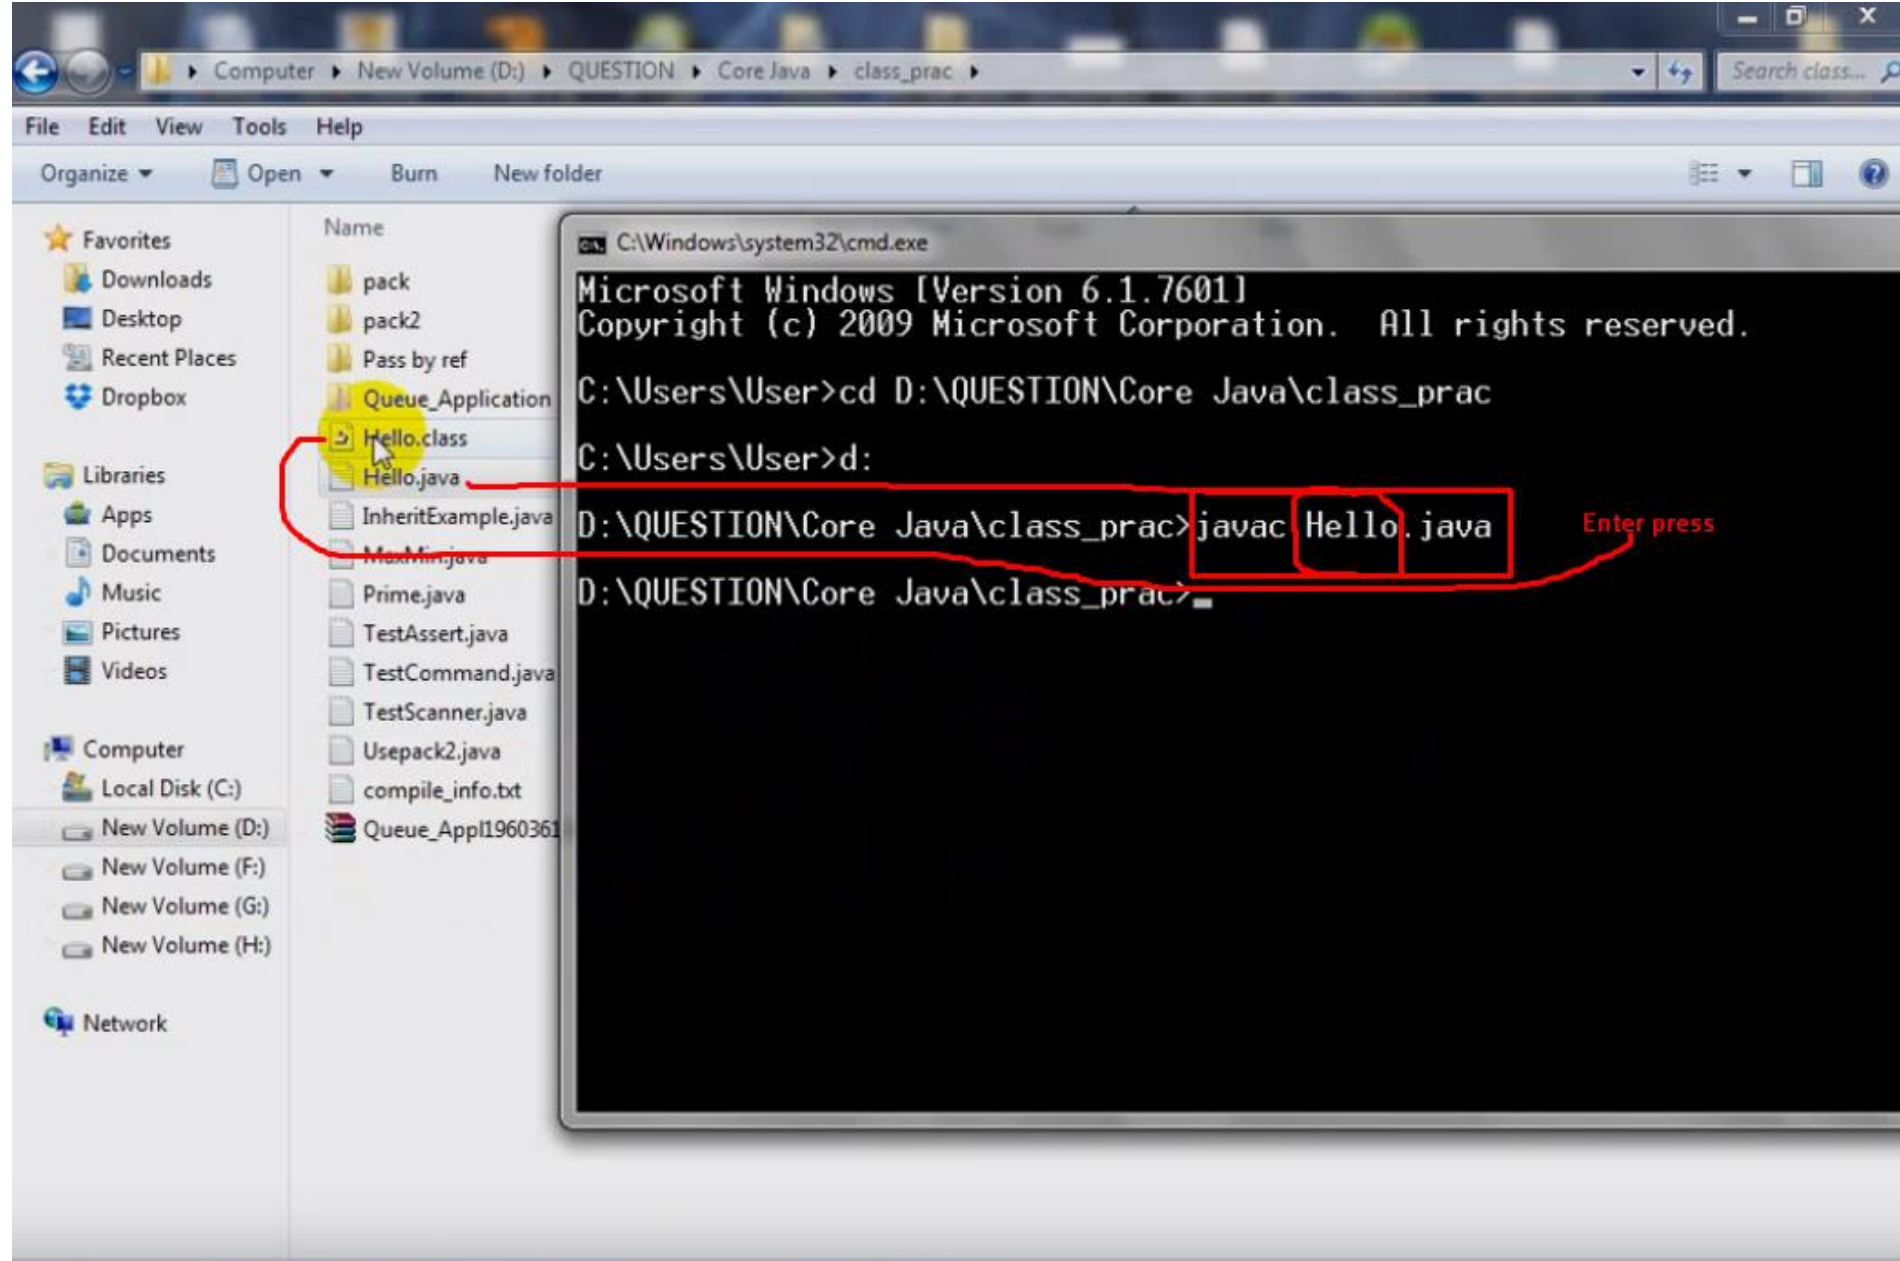 Computer ▸ New Volume (D:) ▸ QUESTION ▸ Core Java ▸ class_prac ▸
Search class...
File Edit View Tools Help
Organize Open Burn New folder
Favorites
Downloads
Desktop
Recent Places
Dropbox
Libraries
Apps
Documents
Music
Pictures
Videos
Computer
Local Disk (C:)
New Volume (D:)
New Volume (F:)
New Volume (G:)
New Volume (H:)
Network
Name
pack
pack2
Pass by ref
Queue_Application
Hello.class
Hello.java
InheritExample.java
MaxMin.java
Prime.java
TestAssert.java
TestCommand.java
TestScanner.java
Usepack2.java
compile_info.txt
Queue_Appl1960361
C:\Windows\system32\cmd.exe
Microsoft Windows [Version 6.1.7601]
Copyright (c) 2009 Microsoft Corporation. All rights reserved.
C:\Users\User>cd D:\QUESTION\Core Java\class_prac
C:\Users\User>d:
D:\QUESTION\Core Java\class_prac>javac Hello.java
Enter press
D:\QUESTION\Core Java\class_prac>